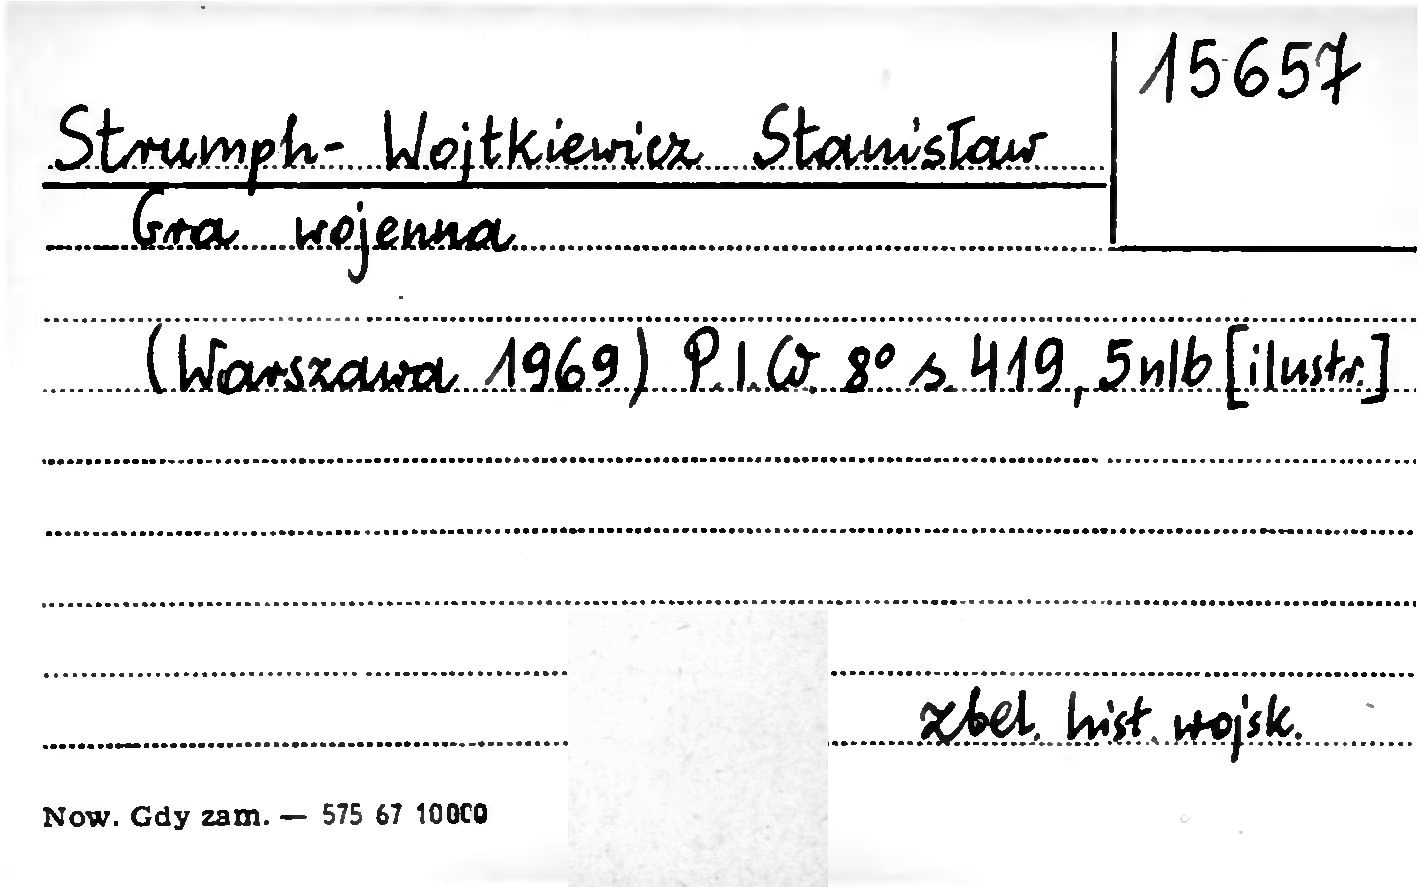 15657
Strumph-Wojtkiewicz Stanisław
Gra wojenna
(Warszawa 1969) P.I.W. 8° s. 419, 5nlb [ilustr.]
zbel. hist. wojsk.
Now. Gdy zam. — 575 67 10000